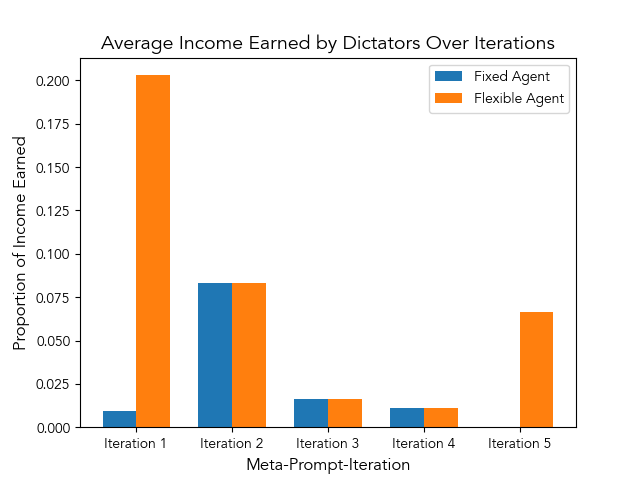 Average Income Earned by Dictators Over Iterations
Fixed Agent
Flexible Agent
Proportion of Income Earned
0.200
0.175
0.150
0.125
0.100
0.075
0.050
0.025
0.000
Iteration 1
Iteration 2
Iteration 3
Iteration 4
Iteration 5
Meta-Prompt-Iteration